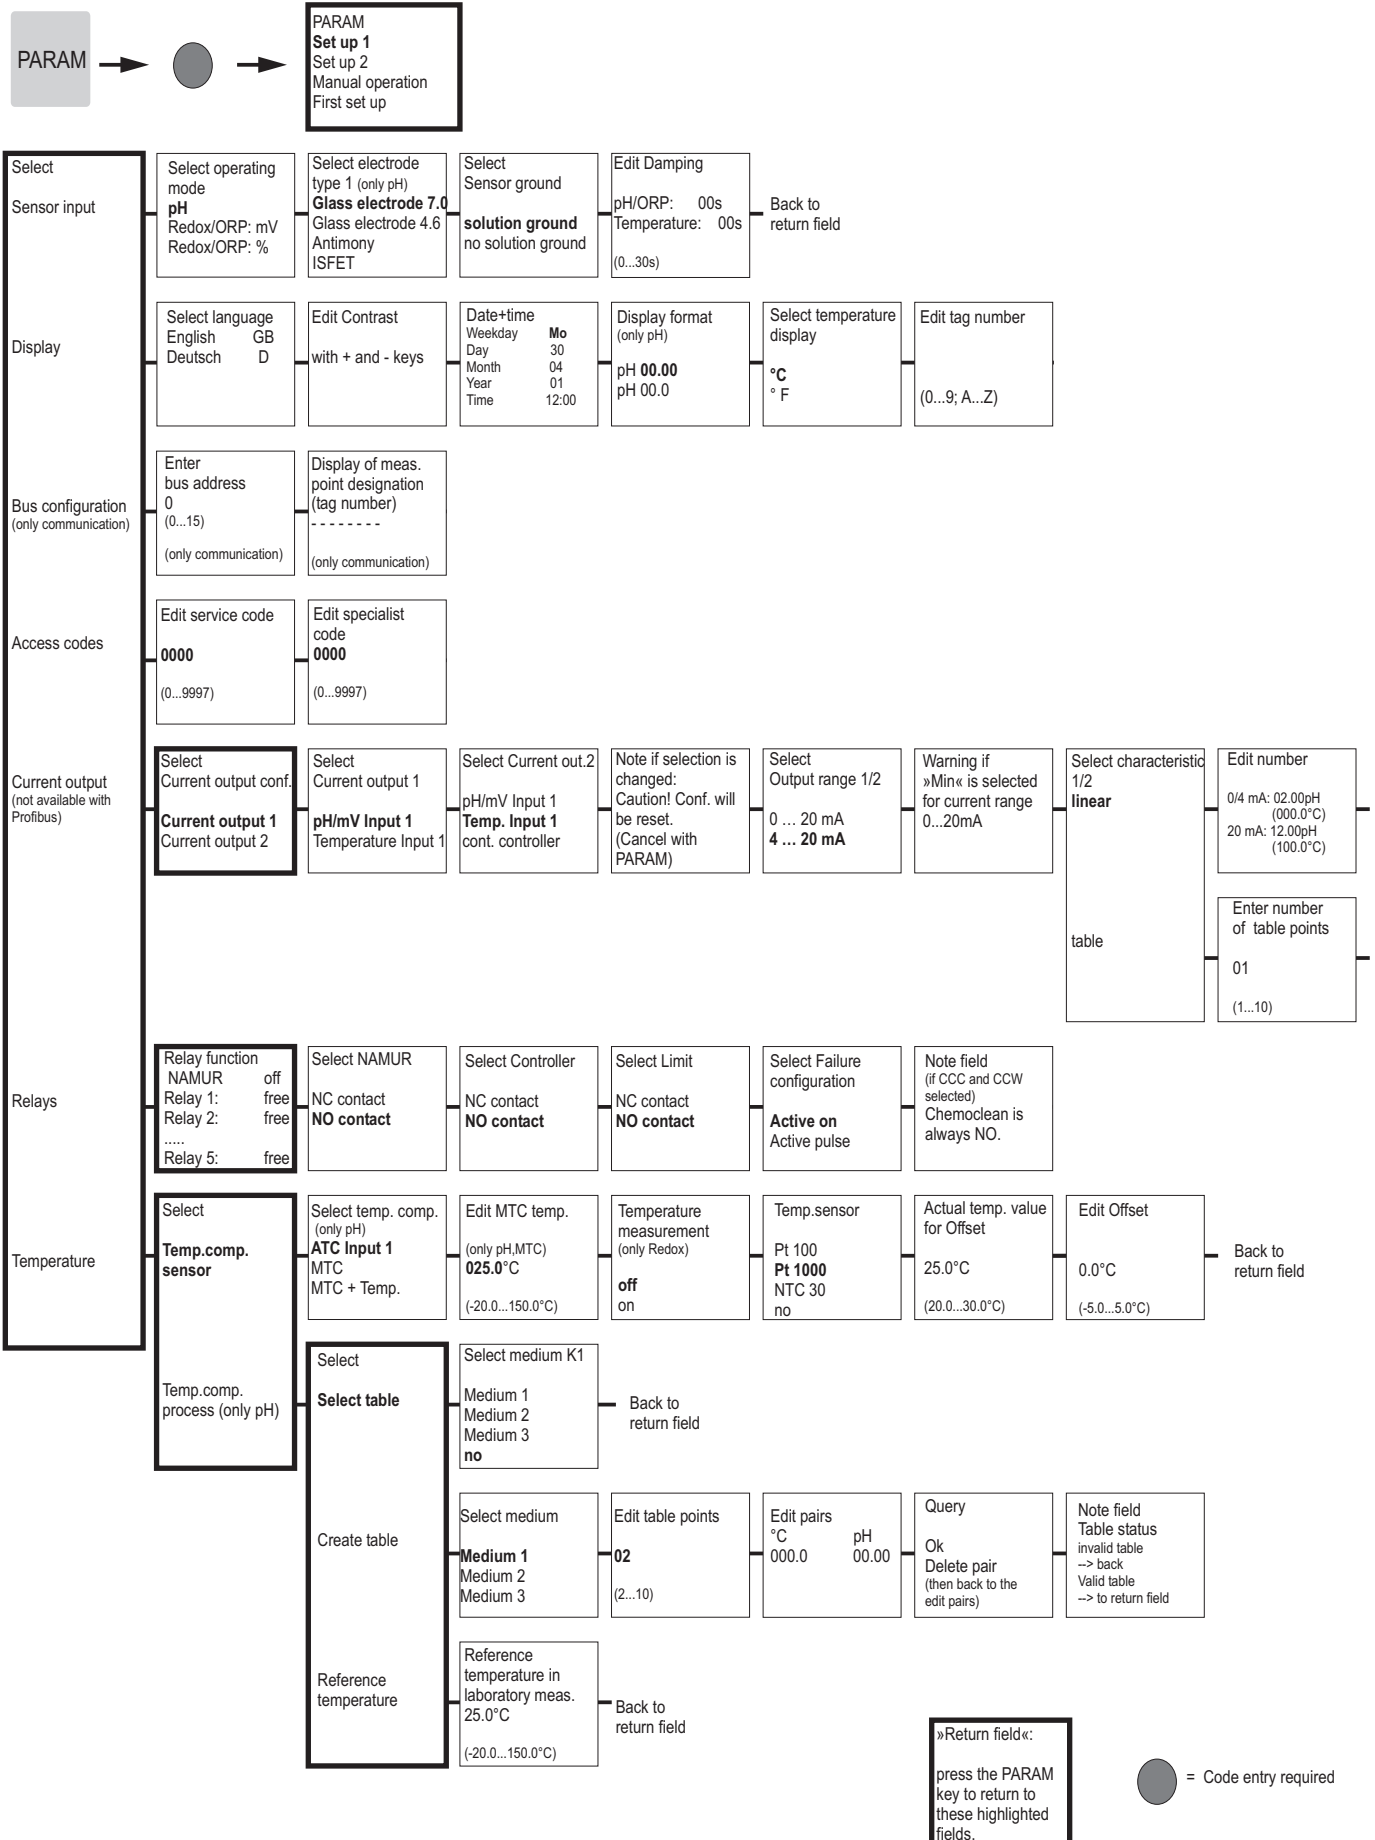 PARAM
PARAM
Set up 1
Set up 2
Manual operation
First set up
Select
Sensor input
Select operating
mode
pH
Redox/ORP: mV
Redox/ORP: %
Select electrode
type 1 (only pH)
Glass electrode 7.0
Glass electrode 4.6
Antimony
ISFET
Select
Sensor ground
solution ground
no solution ground
Edit Damping
pH/ORP: 00s
Temperature: 00s
(0...30s)
Back to
return field
Display
Select language
English GB
Deutsch D
Edit Contrast
with + and - keys
Date+time
Weekday Mo
Day 30
Month 04
Year 01
Time 12:00
Display format
(only pH)
pH 00.00
pH 00.0
Select temperature
display
°C
° F
Edit tag number
(0...9; A...Z)
Bus configuration
(only communication)
Enter
bus address
0
(0...15)
(only communication)
Display of meas.
point designation
(tag number)
- - - - - - - -
(only communication)
Access codes
Edit service code
0000
(0...9997)
Edit specialist
code
0000
(0...9997)
Current output
(not available with
Profibus)
Select
Current output conf.
Current output 1
Current output 2
Select
Current output 1
pH/mV Input 1
Temperature Input 1
Select Current out.2
pH/mV Input 1
Temp. Input 1
cont. controller
Note if selection is
changed:
Caution! Conf. will
be reset.
(Cancel with
PARAM)
Select
Output range 1/2
0 … 20 mA
4 … 20 mA
Warning if
»Min« is selected
for current range
0...20mA
Select characteristic
1/2
linear
table
Edit number
0/4 mA: 02.00pH
(000.0°C)
20 mA: 12.00pH
(100.0°C)
Enter number
of table points
01
(1...10)
Relays
Relay function
NAMUR off
Relay 1: free
Relay 2: free
.....
Relay 5: free
Select NAMUR
NC contact
NO contact
Select Controller
NC contact
NO contact
Select Limit
NC contact
NO contact
Select Failure
configuration
Active on
Active pulse
Note field
(if CCC and CCW
selected)
Chemoclean is
always NO.
Temperature
Select
Temp.comp.
sensor
Temp.comp.
process (only pH)
Select temp. comp.
(only pH)
ATC Input 1
MTC
MTC + Temp.
Edit MTC temp.
(only pH,MTC)
025.0°C
(-20.0...150.0°C)
Temperature
measurement
(only Redox)
off
on
Temp.sensor
Pt 100
Pt 1000
NTC 30
no
Actual temp. value
for Offset
25.0°C
(20.0...30.0°C)
Edit Offset
0.0°C
(-5.0...5.0°C)
Back to
return field
Select
Select table
Create table
Reference
temperature
Select medium K1
Medium 1
Medium 2
Medium 3
no
Back to
return field
Select medium
Medium 1
Medium 2
Medium 3
Edit table points
02
(2...10)
Edit pairs
°C pH
000.0 00.00
Query
Ok
Delete pair
(then back to the
edit pairs)
Note field
Table status
invalid table
--> back
Valid table
--> to return field
Reference
temperature in
laboratory meas.
25.0°C
(-20.0...150.0°C)
Back to
return field
»Return field«:
press the PARAM
key to return to
these highlighted
fields.
= Code entry required